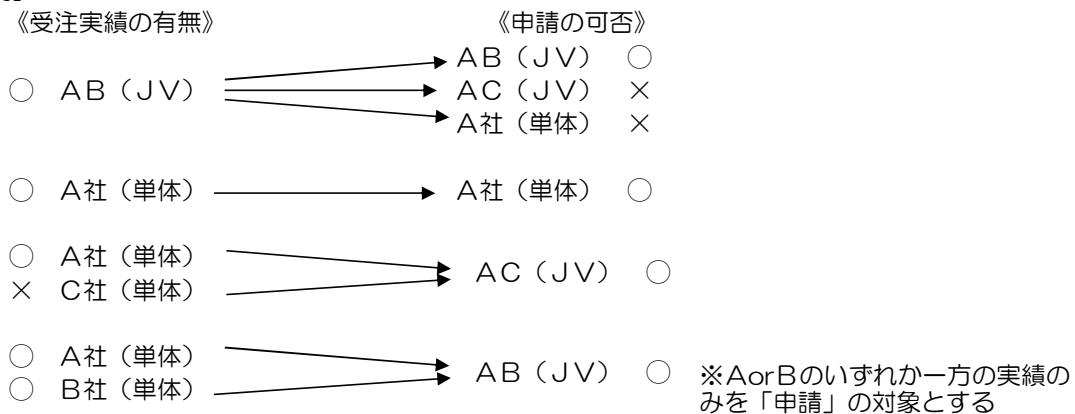 《受注実績の有無》 《申請の可否》
AB（JV） ○
○ AB（JV） AC（JV） ×
A社（単体） ×
○ A社（単体） A社（単体） ○
○ A社（単体）
AC（JV） ○
× C社（単体）
○ A社（単体）
AB（JV） ○ ※AorBのいずれか一方の実績の
○ B社（単体） みを「申請」の対象とする